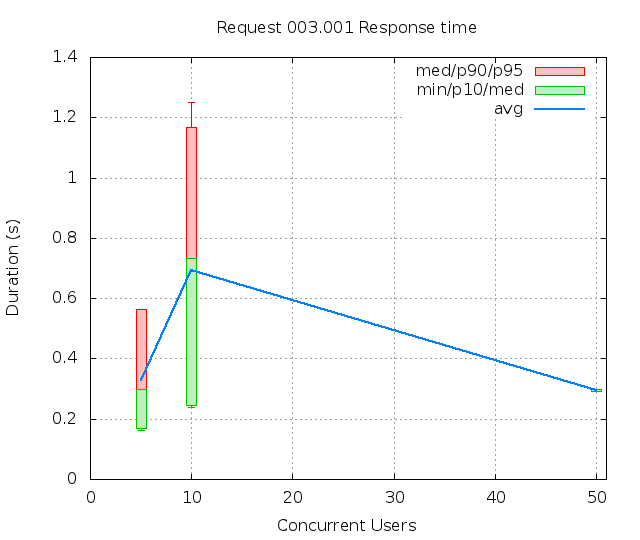 Request 003.001 Response time
1.4
1.2
1
0.8
0.6
0.4
0.2
0
Duration (s)
med/p90/p95
min/p10/med
avg
0 10 20 30 40 50
Concurrent Users